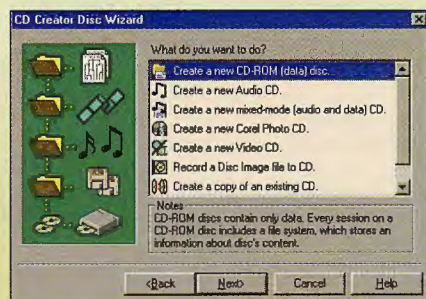 CD Creator Disc Wizard
What do you want to do?
Create a new CD-ROM (data) disc.
Create a new Audio CD.
Create a new mixed-mode (audio and data) CD.
Create a new Corel Photo CD.
Create a new Video CD.
Record a Disc Image file to CD.
Create a copy of an existing CD.
Notes
CD-ROM discs contain only data. Every session on a
CD-ROM disc includes a file system, which stores an
information about disc's content.
<Back
Next>
Cancel
Help